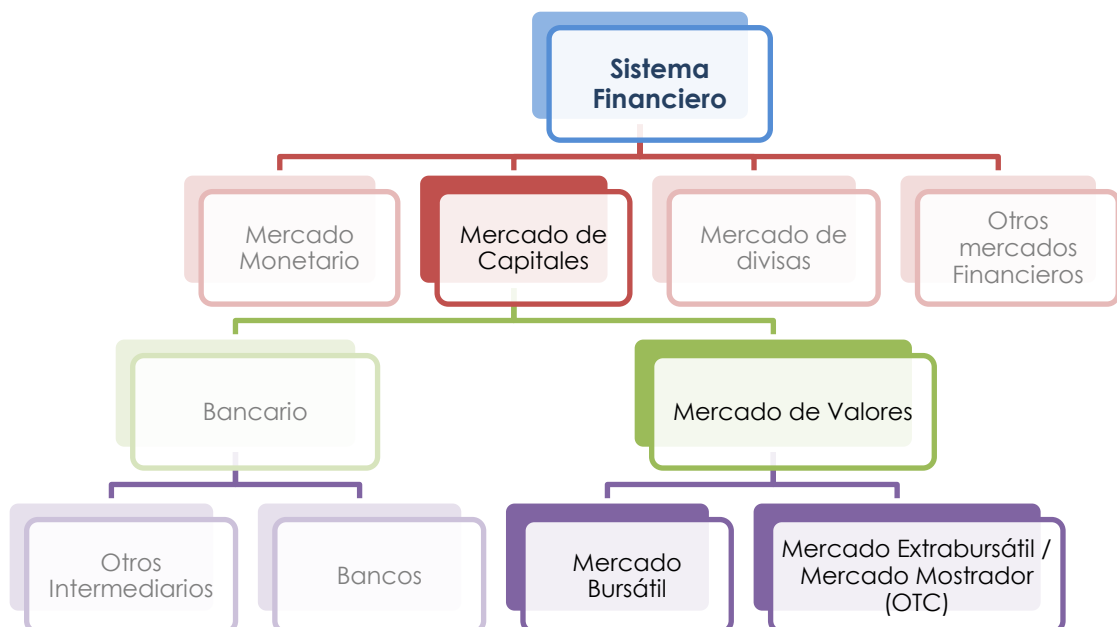 Sistema
Financiero
Mercado
Monetario
Mercado de
Capitales
Mercado de
divisas
Otros
mercados
Financieros
Bancario
Mercado de Valores
Otros
Intermediarios
Bancos
Mercado
Bursátil
Mercado Extrabursátil /
Mercado Mostrador
(OTC)